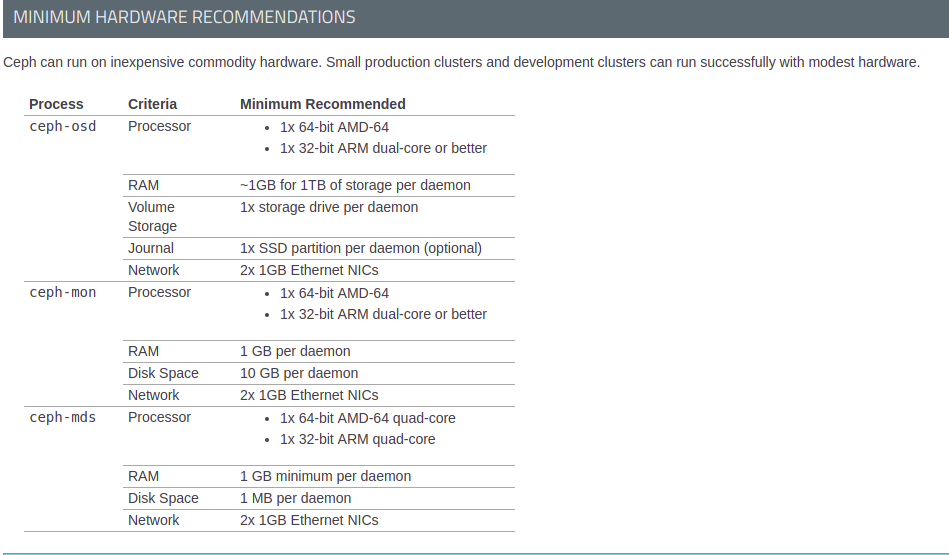 MINIMUM HARDWARE RECOMMENDATIONS
Ceph can run on inexpensive commodity hardware. Small production clusters and development clusters can run successfully with modest hardware.
Process Criteria Minimum Recommended
ceph-osd Processor • 1x 64-bit AMD-64
• 1x 32-bit ARM dual-core or better
RAM ~1GB for 1TB of storage per daemon
Volume 1x storage drive per daemon
Storage
Journal 1x SSD partition per daemon (optional)
Network 2x 1GB Ethernet NICs
ceph-mon Processor • 1x 64-bit AMD-64
• 1x 32-bit ARM dual-core or better
RAM 1 GB per daemon
Disk Space 10 GB per daemon
Network 2x 1GB Ethernet NICs
ceph-mds Processor • 1x 64-bit AMD-64 quad-core
• 1x 32-bit ARM quad-core
RAM 1 GB minimum per daemon
Disk Space 1 MB per daemon
Network 2x 1GB Ethernet NICs